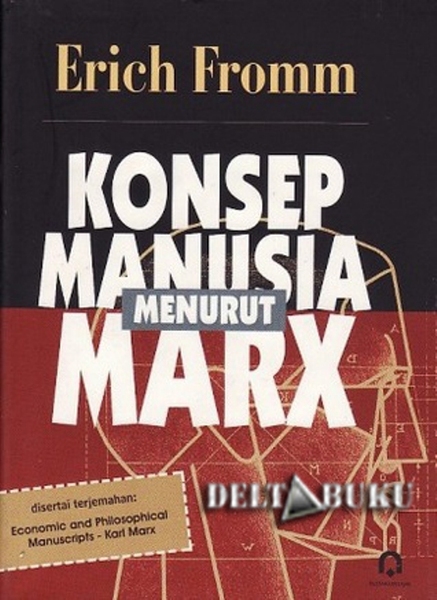 Erich Fromm
KONSEP
MANUSIA
MENURUT
MARX
disertai terjemahan:
Economic and Philosophical
Manuscripts - Karl Marx
DELTABUKU